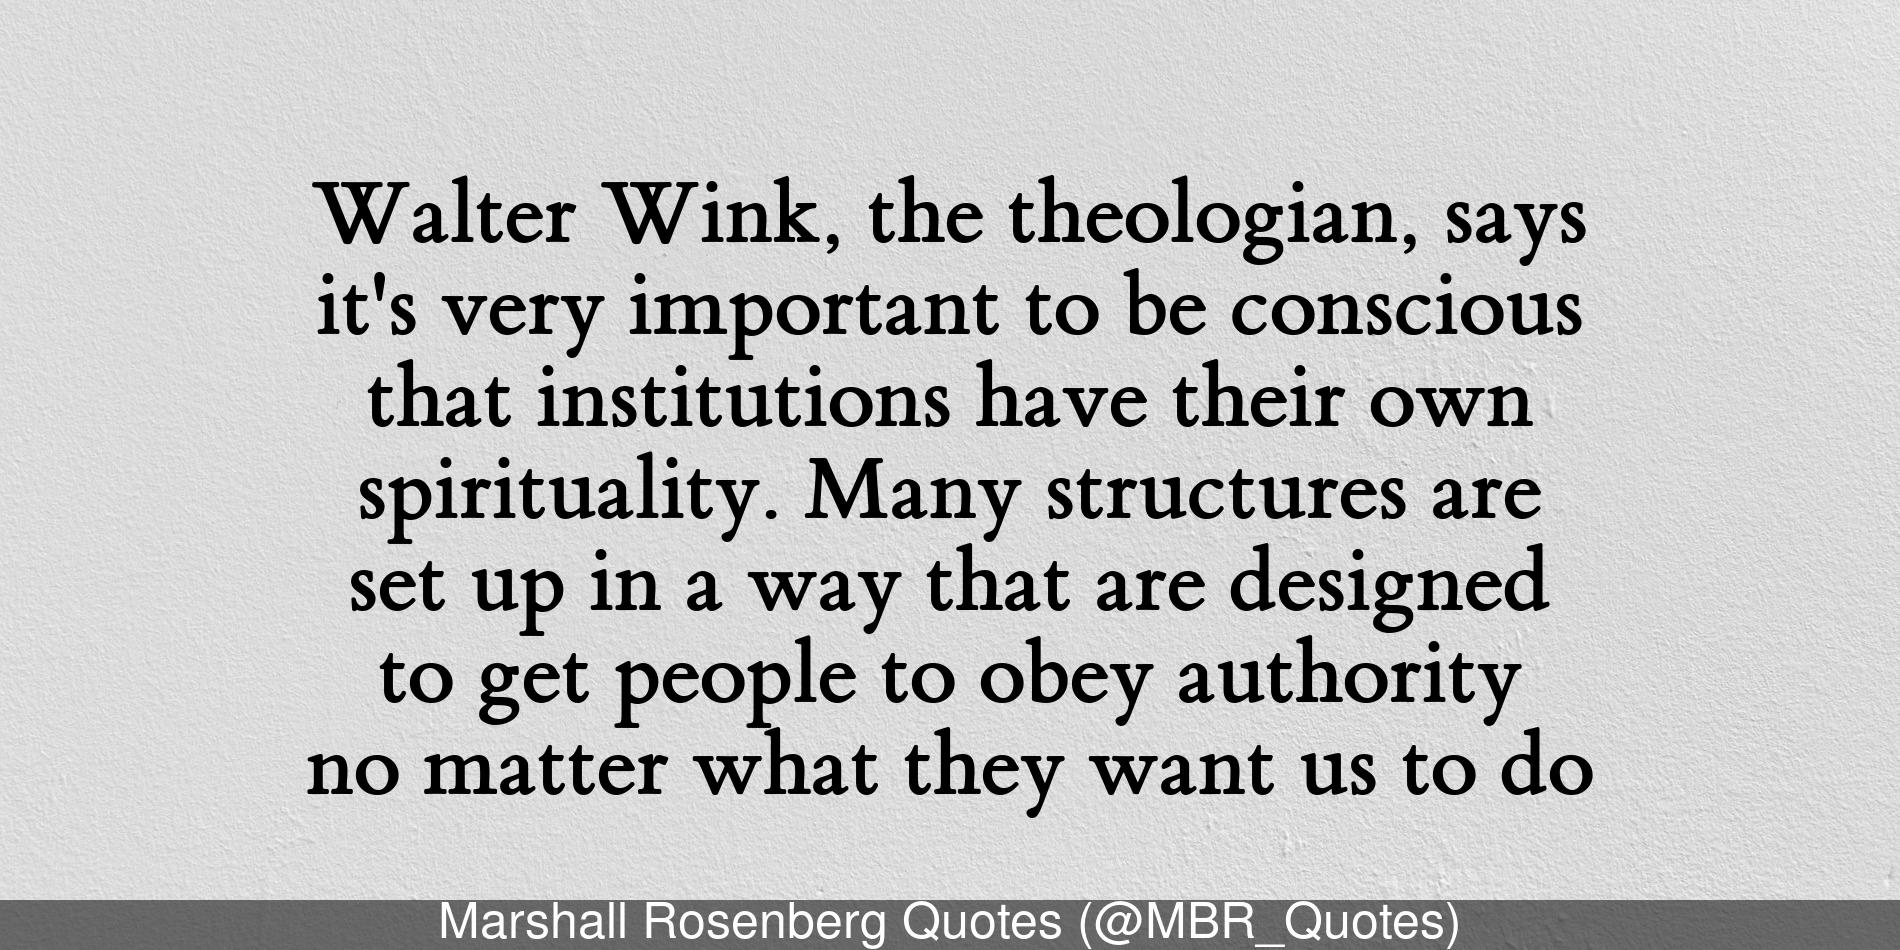 Walter Wink, the theologian, says
it's very important to be conscious
that institutions have their own
spirituality. Many structures are
set up in a way that are designed
to get people to obey authority
no matter what they want us to do
Marshall Rosenberg Quotes (@MBR_Quotes)